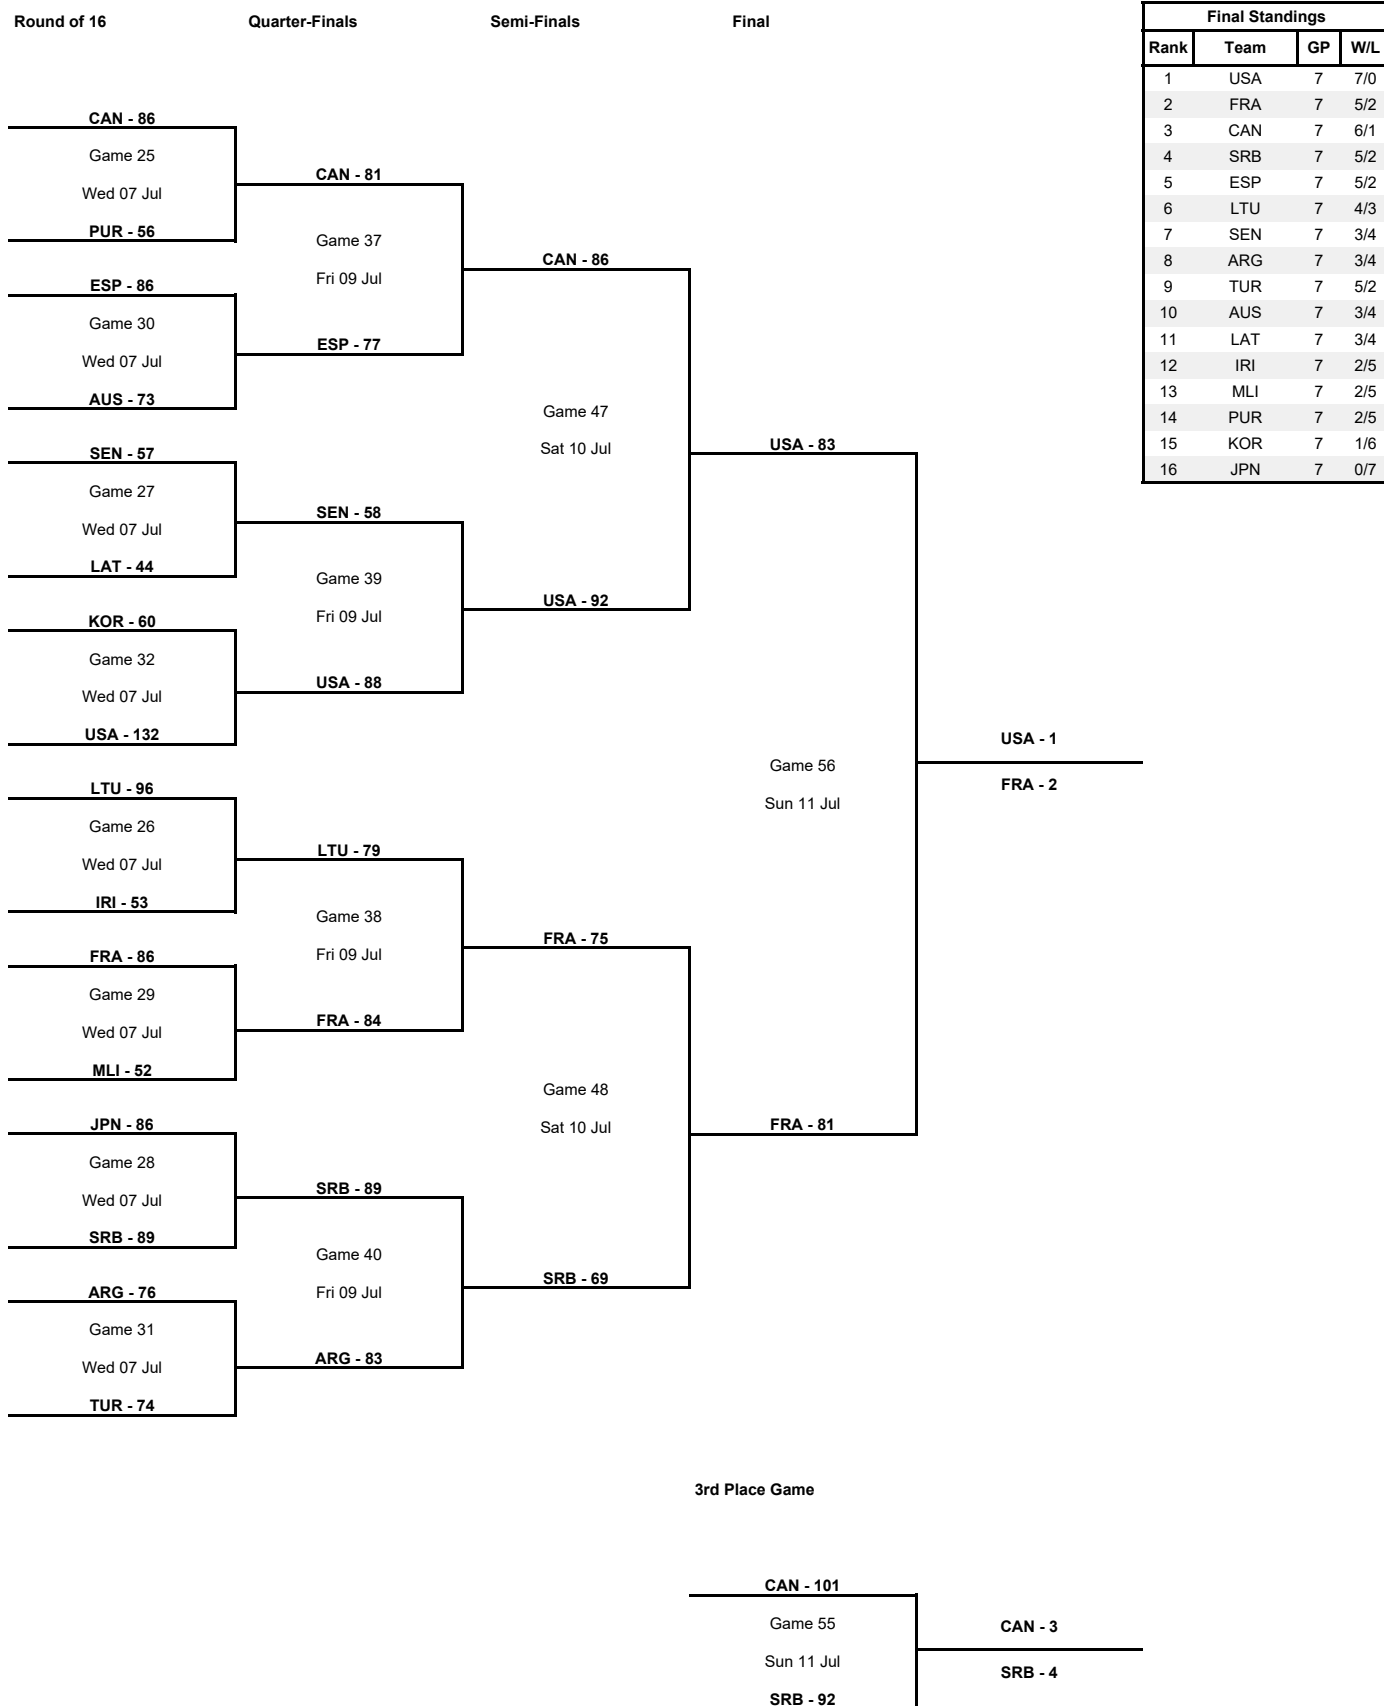 Round of 16
Quarter-Finals
Semi-Finals
Final
CAN - 86
Game 25
Wed 07 Jul
PUR - 56
ESP - 86
Game 30
Wed 07 Jul
AUS - 73
SEN - 57
Game 27
Wed 07 Jul
LAT - 44
KOR - 60
Game 32
Wed 07 Jul
USA - 132
LTU - 96
Game 26
Wed 07 Jul
IRI - 53
FRA - 86
Game 29
Wed 07 Jul
MLI - 52
JPN - 86
Game 28
Wed 07 Jul
SRB - 89
ARG - 76
Game 31
Wed 07 Jul
TUR - 74
CAN - 81
Game 37
Fri 09 Jul
ESP - 77
SEN - 58
Game 39
Fri 09 Jul
USA - 88
LTU - 79
Game 38
Fri 09 Jul
FRA - 84
SRB - 89
Game 40
Fri 09 Jul
ARG - 83
CAN - 86
Game 47
Sat 10 Jul
USA - 92
FRA - 75
Game 48
Sat 10 Jul
SRB - 69
USA - 83
Game 56
Sun 11 Jul
FRA - 81
USA - 1
FRA - 2
3rd Place Game
CAN - 101
Game 55
Sun 11 Jul
SRB - 92
CAN - 3
SRB - 4
Final Standings
Rank Team GP W/L
1 USA 7 7/0
2 FRA 7 5/2
3 CAN 7 6/1
4 SRB 7 5/2
5 ESP 7 5/2
6 LTU 7 4/3
7 SEN 7 3/4
8 ARG 7 3/4
9 TUR 7 5/2
10 AUS 7 3/4
11 LAT 7 3/4
12 IRI 7 2/5
13 MLI 7 2/5
14 PUR 7 2/5
15 KOR 7 1/6
16 JPN 7 0/7